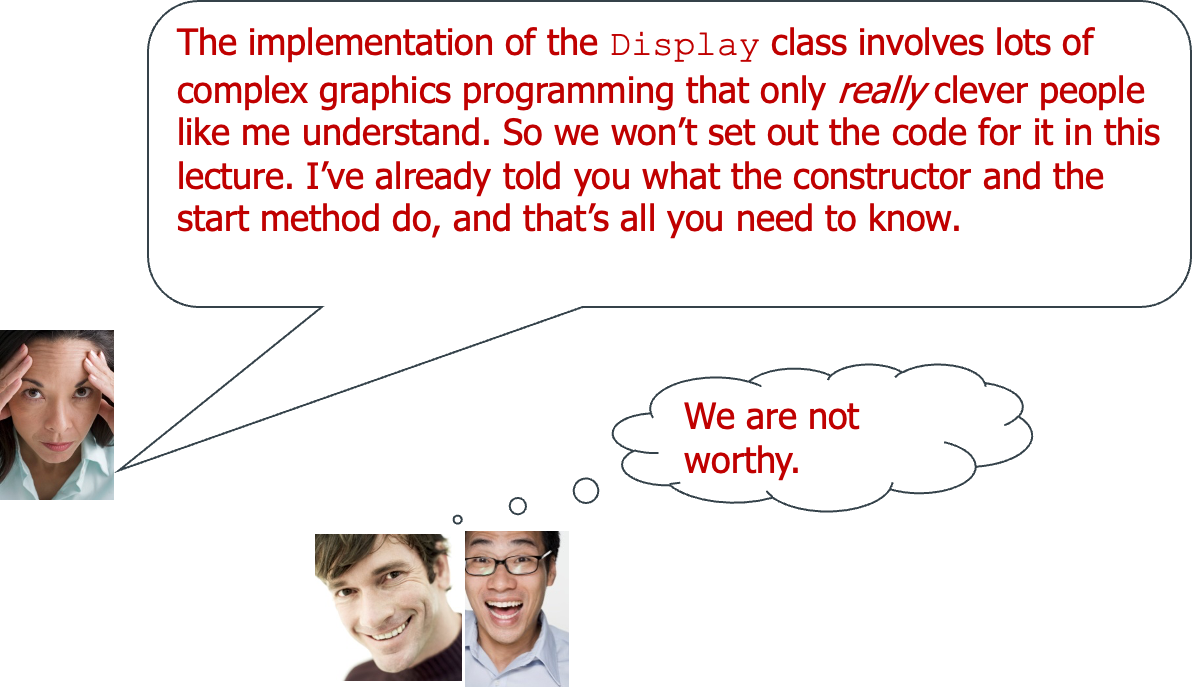 The implementation of the Display class involves lots of
complex graphics programming that only really clever people
like me understand. So we won’t set out the code for it in this
lecture. I’ve already told you what the constructor and the
start method do, and that’s all you need to know.
We are not
worthy.